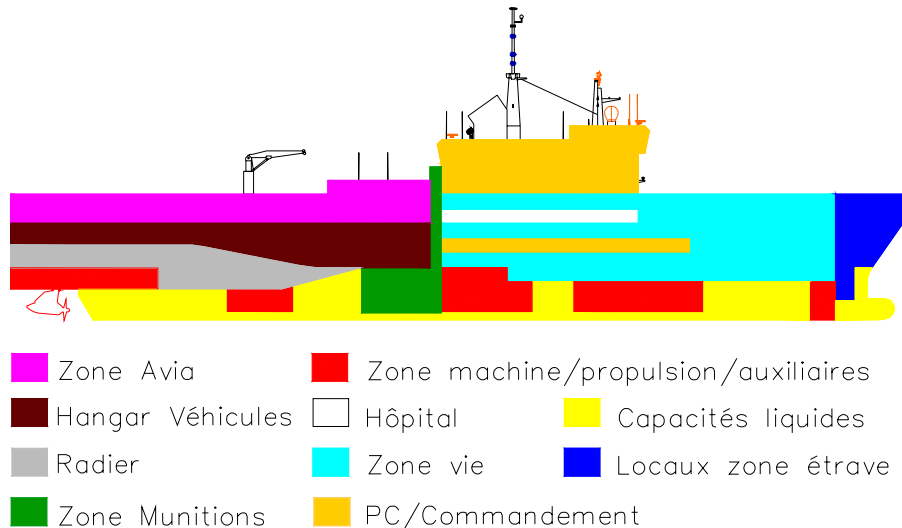 Zone Avia
Zone machine/propulsion/auxiliaires
Hangar Véhicules
Hôpital
Capacités liquides
Radier
Zone vie
Locaux zone étrave
Zone Munitions
PC/Commandement